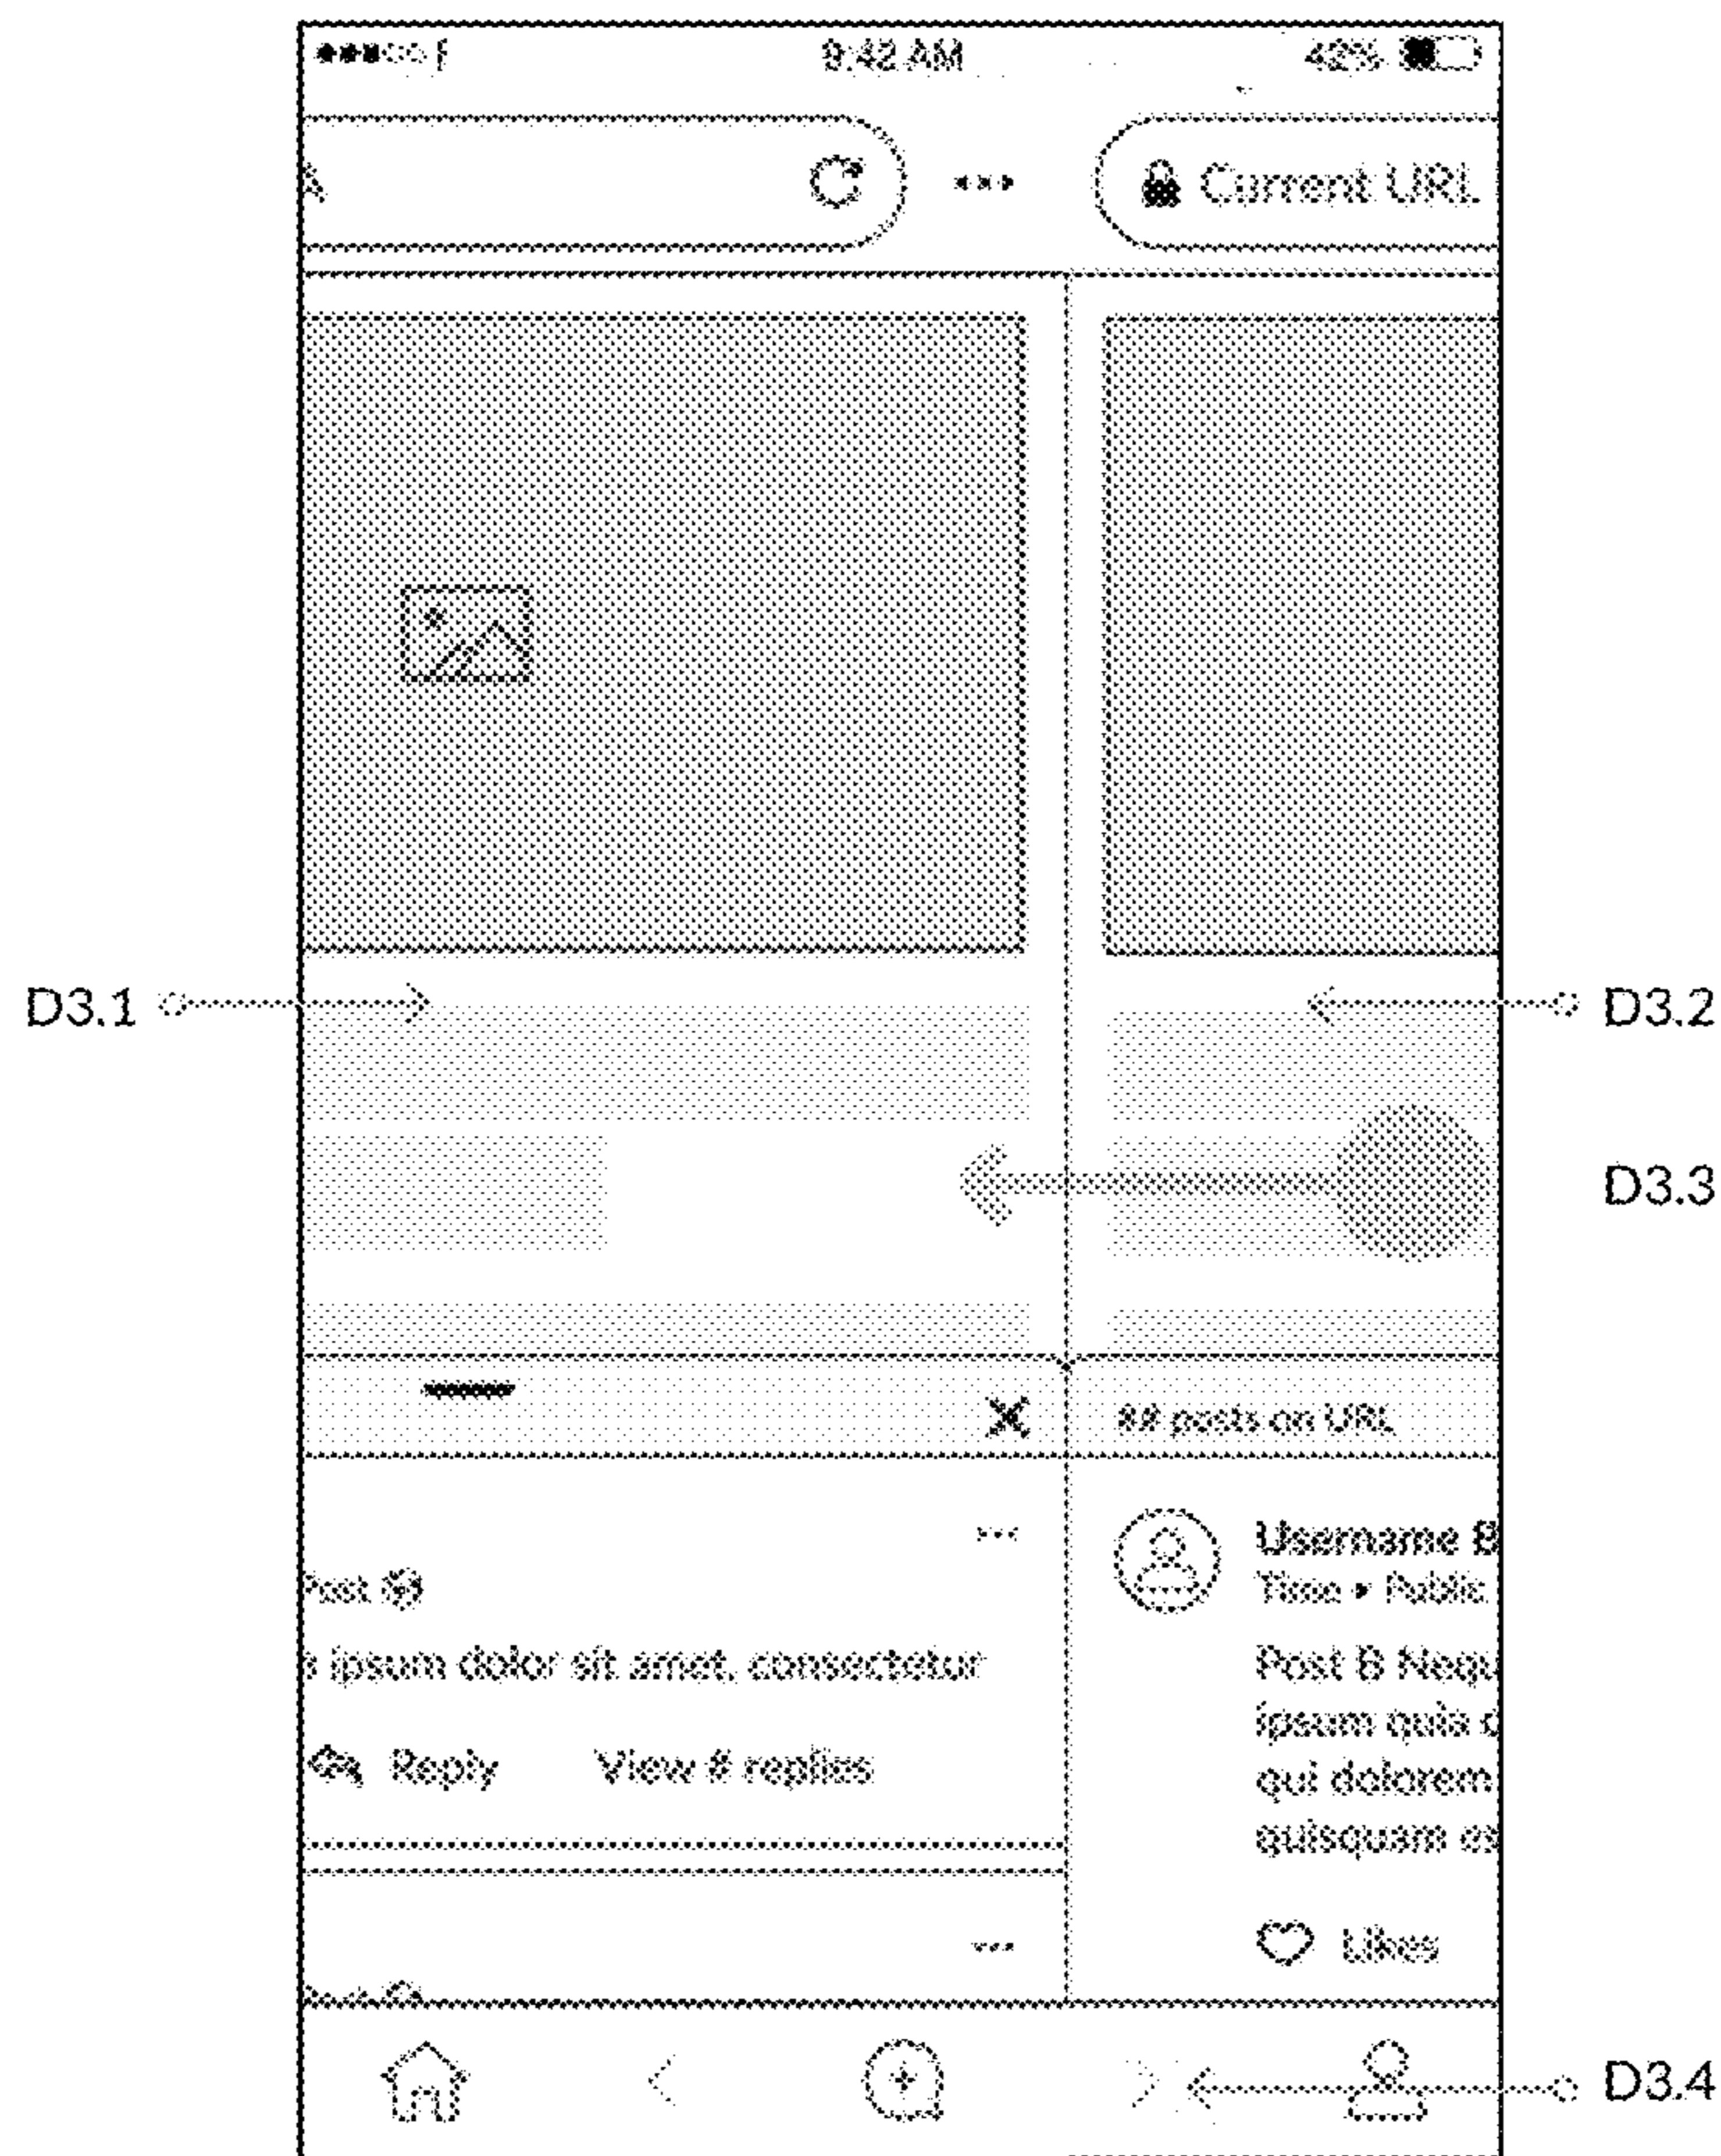 9:42 AM 42%
Current URL
D3.1
D3.2
D3.3
## posts on URL
Username B
Post
Time • Public
ipsum dolor sit amet, consectetur
Post B Nequ
ipsum quis
Reply View # replies
qui dolorem
quisquam es
Likes
D3.4